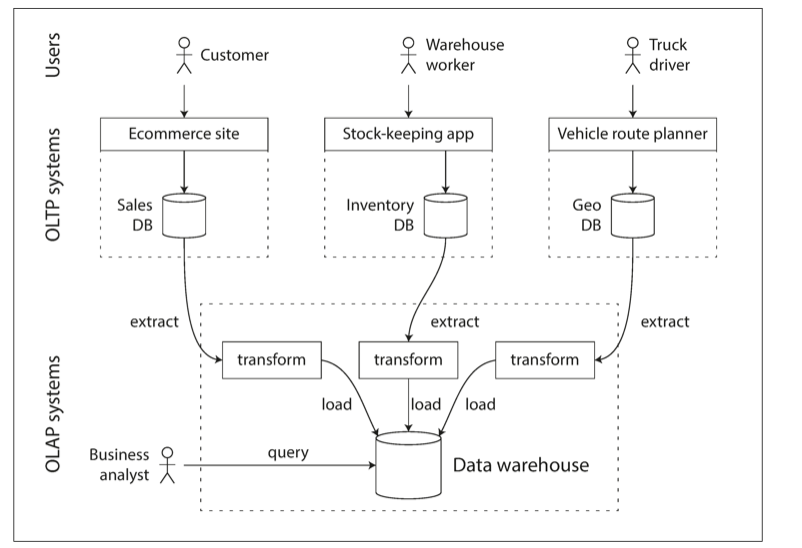 Users
Customer
Warehouse
worker
Truck
driver
OLTP systems
Ecommerce site
Stock-keeping app
Vehicle route planner
Sales
DB
Inventory
DB
Geo
DB
extract
extract
extract
OLAP systems
transform
transform
transform
load
load
load
Business
analyst
query
Data warehouse